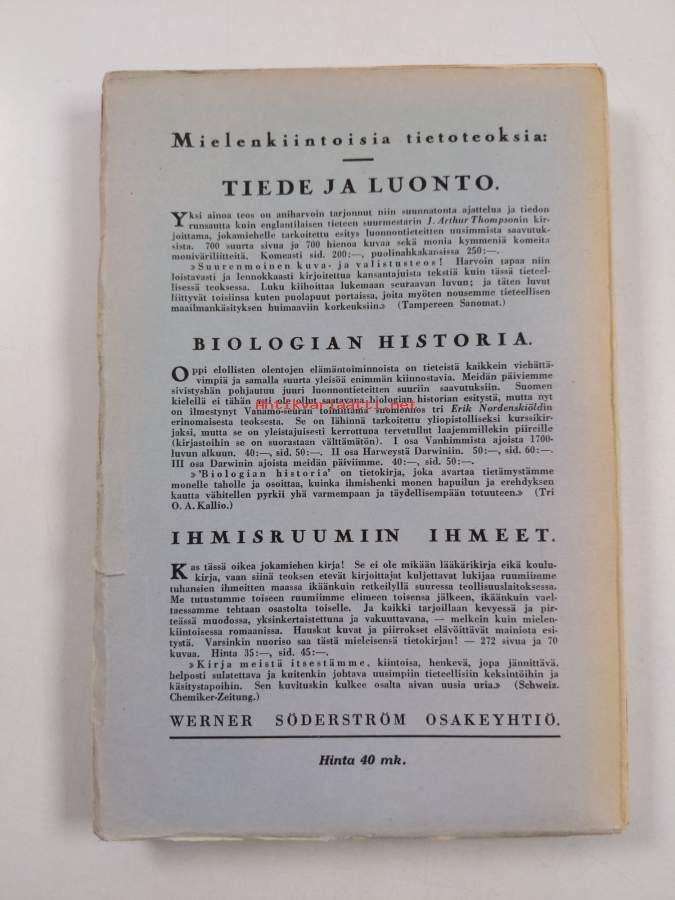 Mielenkiintoisia tietoteoksia:
TIEDE JA LUONTO.
Yksi ainoa teos on aniharvoin tarjonnut niin suunnatonta ajattelua ja tiedon
runsautta kuin englantilaisen tieteen suurmestarin J. Arthur Thompsonin kir-
joittama, jokamiehelle tarkoitettu esitys luonnontieteitten uusimmista saavutuk-
sista. 700 suurta sivua ja 700 hienoa kuvaa sekä monia kymmeniä komeita
moniväriliitteitä. Komeasti sid. 200:—, puolinahkakansissa 250:—.
»Suurenmoinen kuva- ja valistusteos! Harvoin tapaa niin
loistavasti ja lennokkaasti kirjoitettua kansantajuista tekstiä kuin tässä tieteel-
lisessä teoksessa. Luku kiihoittaa lukemaan seuraavan luvun; ja täten luvut
liittyvät toisiinsa kuten puolapuut portaissa, joita myöten nousemme tieteellisen
maailmankäsityksen huimaaviin korkeuksiin.» (Tampereen Sanomat.)
BIOLOGIAN HISTORIA.
Oppi elollisten olentojen elämäntoiminnoista on tieteistä kaikkein viehättä-
vimpiä ja samalla suurta yleisöä enimmän kiinnostavia. Meidän päiviemme
sivistyshän pohjautuu juuri luonnontieteitten suuriin saavutuksiin. Suomen
kielellä ei tähän asti ole ollut saatavana biologian historian esitystä, mutta nyt
on ilmestynyt Vanamo-seuran toimittama suomennos tri Erik Nordenskiöldin
erinomaisesta teoksesta. Se on lähinnä tarkoitettu yliopistolliseksi kurssikir-
jaksi, mutta se on yleistajuisesti kerrottuna tervetullut laajemmillekin piireille
(kirjastoihin se on suorastaan välttämätön). I osa Vanhimmista ajoista 1700-
luvun alkuun. 40:—, sid. 50:—. II osa Harweystä Darwiniin. 50:—, sid. 60:—.
III osa Darwinin ajoista meidän päiviimme. 40:—, sid. 50:—.
»'Biologian historia' on tietokirja, joka avartaa tietämystämme
monelle taholle ja osoittaa, kuinka ihmishenki monen hapuilun ja erehdyksen
kautta vähitellen pyrkii yhä varmempaan ja täydellisempään totuuteen.» (Tri
O. A. Kallio.)
Antikvariaatti.net
IHMISRUUMIIN IHMEET.
Kas tässä oikea jokamiehen kirja! Se ei ole mikään lääkärikirja eikä koulu-
kirja, vaan siinä teoksen etevät kirjoittajat kuljettavat lukijaa ruumiimme
tuhansien ihmeitten maassa ikäänkuin retkeilyllä suuressa teollisuuslaitoksessa.
Me tutustumme toiseen ruumiimme elimeen toisensa jälkeen, ikäänkuin vael-
taessamme tehtaan osastolta toiselle. Ja kaikki tarjoillaan kevyessä ja pir-
teässä muodossa, yksinkertaistettuna ja vakuuttavana, — melkein kuin mielen-
kiintoisessa romaanissa. Hauskat kuvat ja piirrokset elävöittävät mainiota esi-
tystä. Varsinkin nuoriso saa tästä mieleisensä tietokirjan! — 272 sivua ja 70
kuvaa. Hinta 35:—, sid. 45:—.
»Kirja meistä itsestämme, kiintoisa, henkevä, jopa jännittävä,
helposti sulatettava ja kuitenkin johtava uusimpiin tieteellisiin keksintöihin ja
käsitystapoihin. Sen kuvituskin kulkee osalta aivan uusia uria.» (Schweiz.
Chemiker-Zeitung.)
WERNER SÖDERSTRÖM OSAKEYHTIÖ.
Hinta 40 mk.